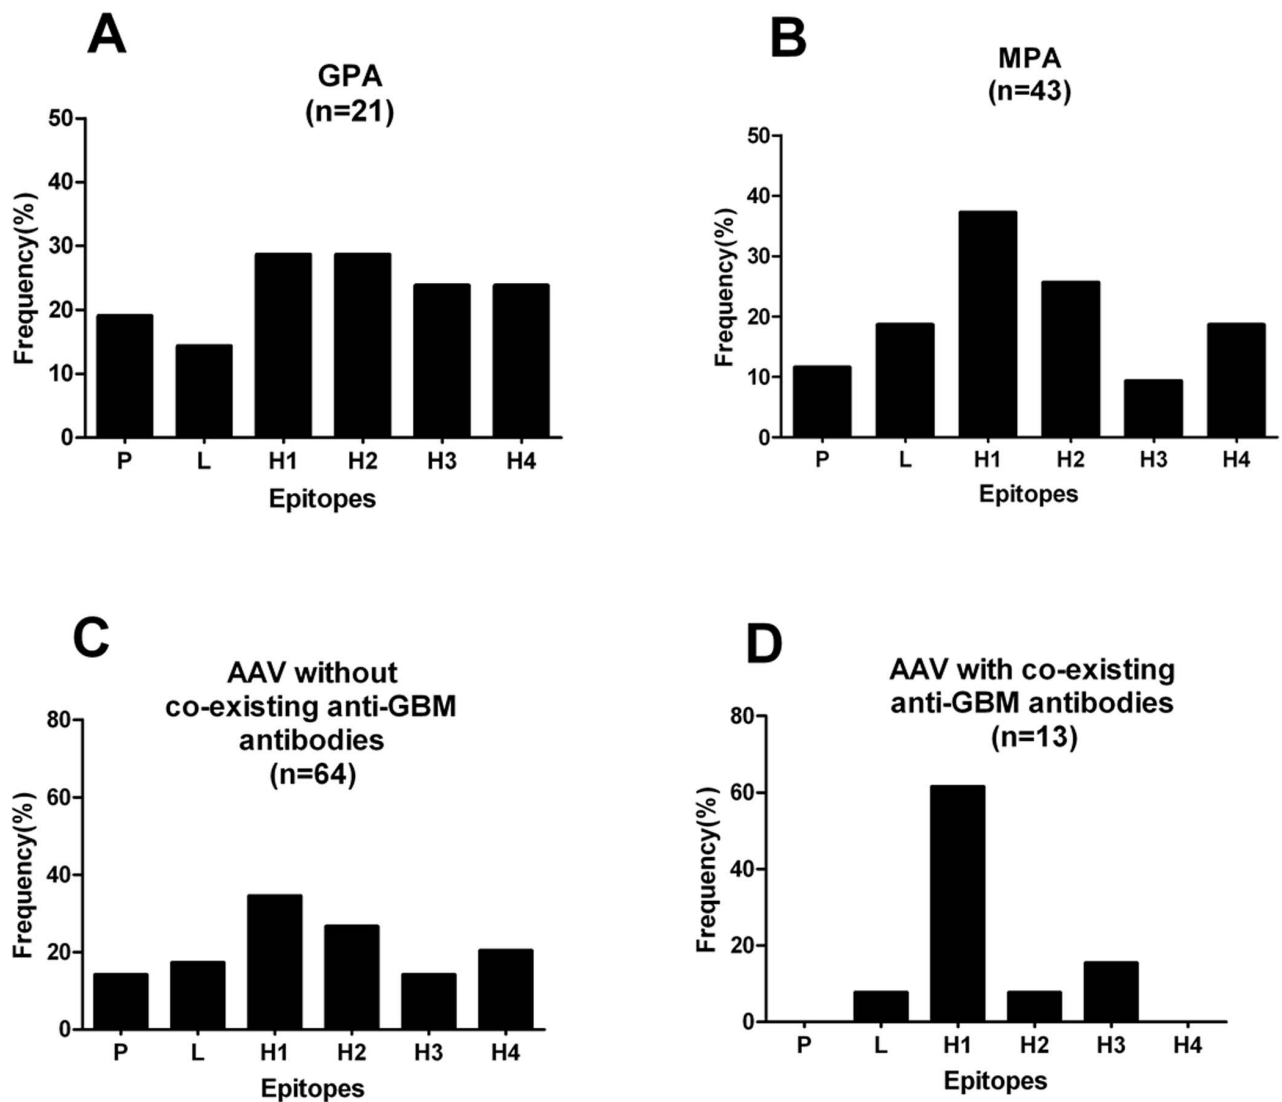 A
GPA
(n=21)
50
40
30
20
10
0
Frequency(%)
P L H1 H2 H3 H4
Epitopes
B
MPA
(n=43)
50
40
30
20
10
0
Frequency(%)
P L H1 H2 H3 H4
Epitopes
C
AAV without
co-existing anti-GBM
antibodies
(n=64)
80
60
40
20
0
Frequency(%)
P L H1 H2 H3 H4
Epitopes
D
AAV with co-existing
anti-GBM antibodies
(n=13)
80
60
40
20
0
Frequency(%)
P L H1 H2 H3 H4
Epitopes